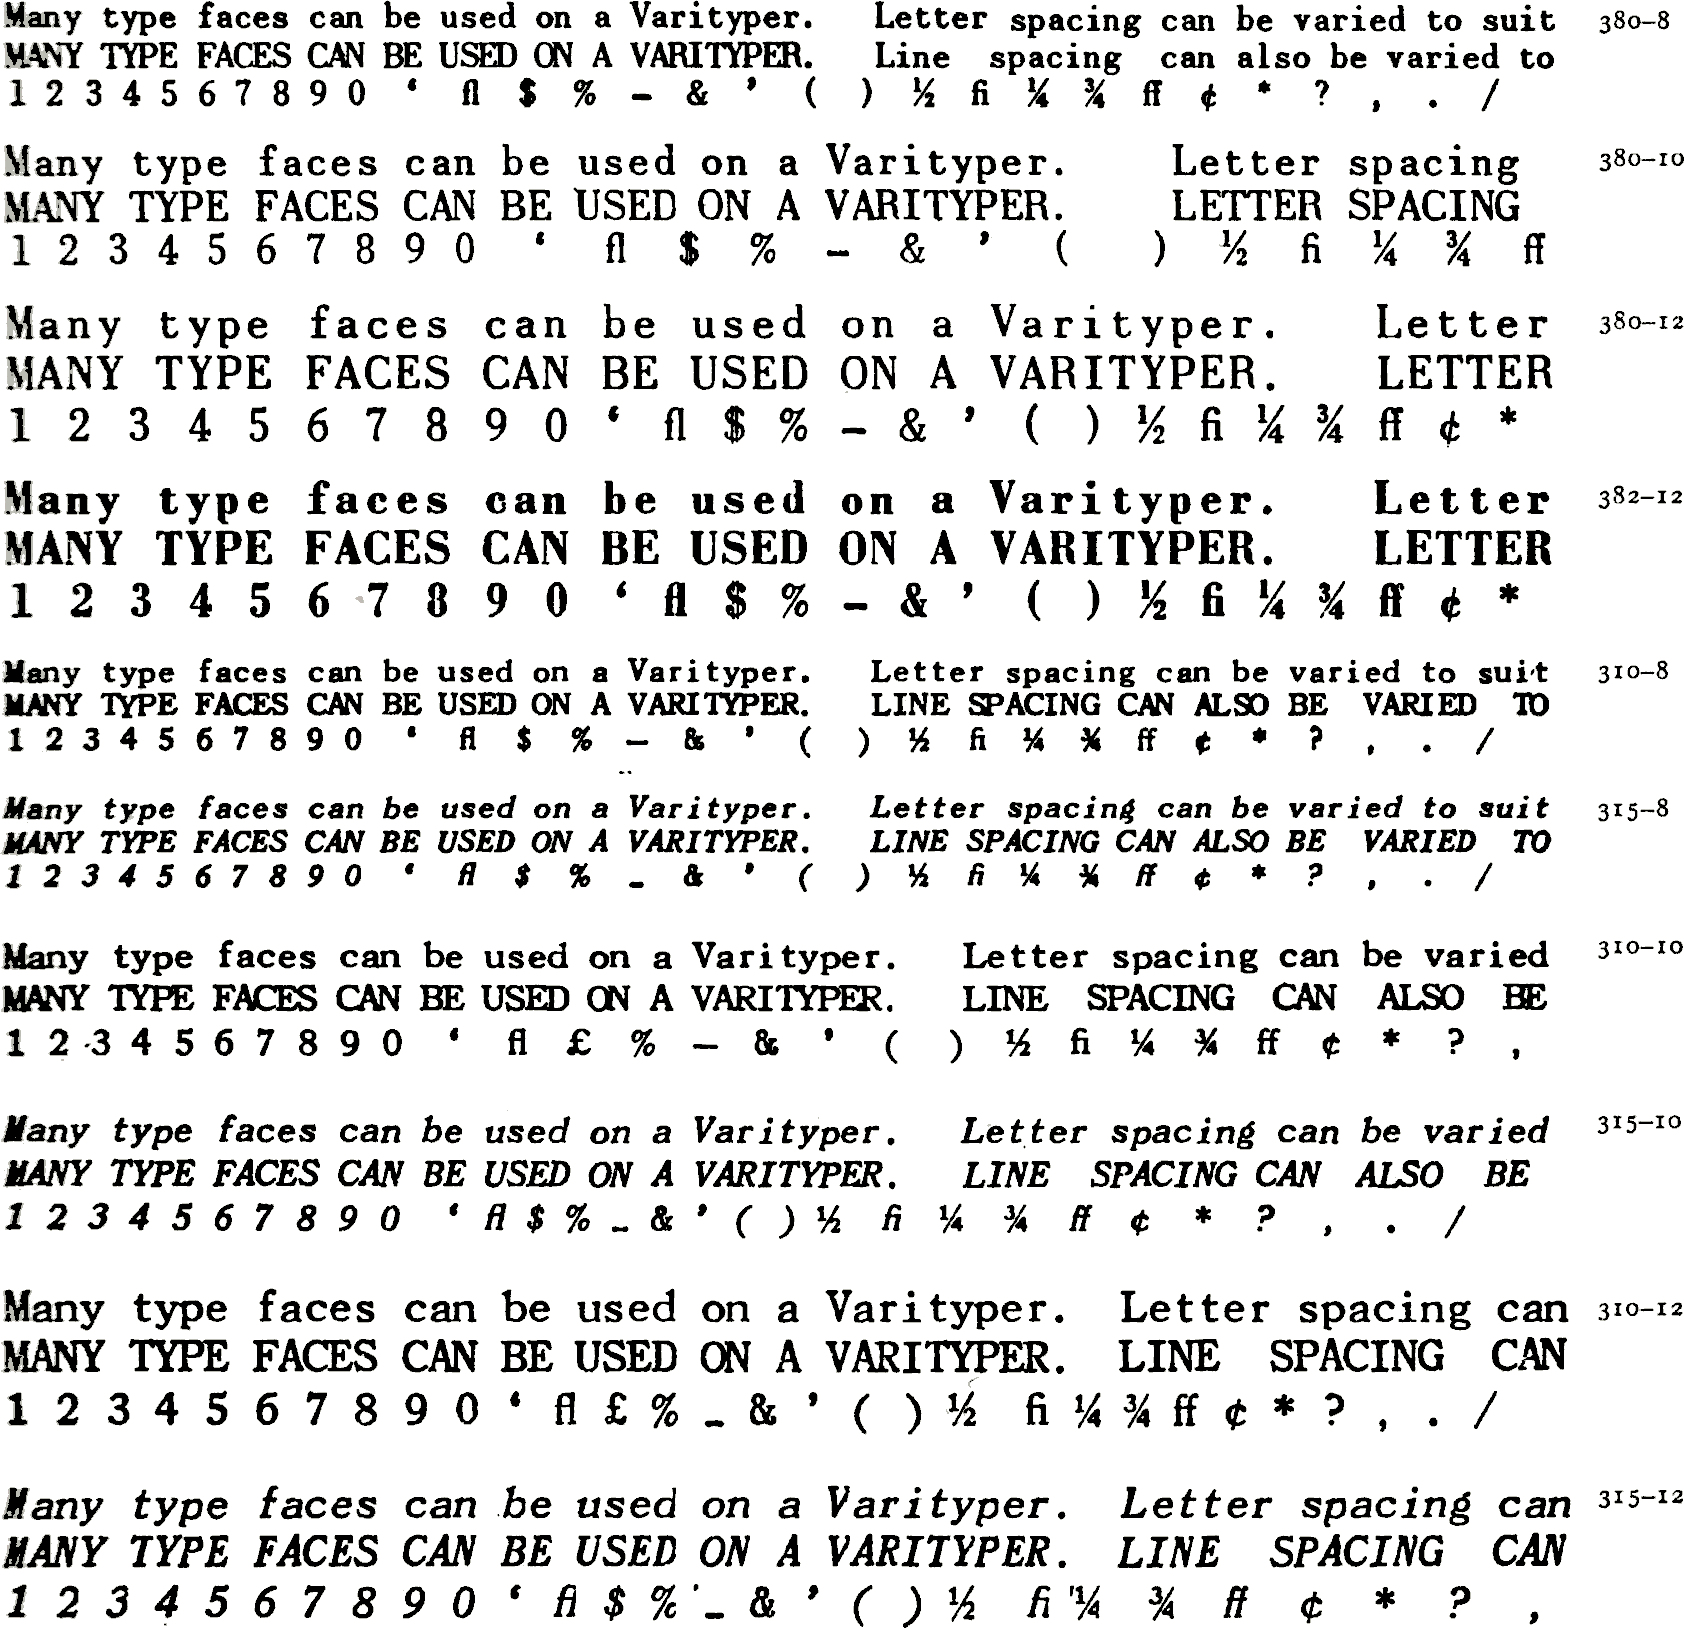 Many type faces can be used on a Varityper. Letter spacing can be varied to suit 380-8
MANY TYPE FACES CAN BE USED ON A VARITYPER. Line spacing can also be varied to
1 2 3 4 5 6 7 8 9 0 ‘ fl $ % – & ’ ( ) ½ fi ¼ ¾ ff ¢ * ? , . /
Many type faces can be used on a Varityper. Letter spacing 380-10
MANY TYPE FACES CAN BE USED ON A VARITYPER. LETTER SPACING
1 2 3 4 5 6 7 8 9 0 ‘ fl $ % – & ’ ( ) ½ fi ¼ ¾ ff
Many type faces can be used on a Varityper. Letter 380-12
MANY TYPE FACES CAN BE USED ON A VARITYPER. LETTER
1 2 3 4 5 6 7 8 9 0 ‘ fl $ % – & ’ ( ) ½ fi ¼ ¾ ff ¢ *
Many type faces can be used on a Varityper. Letter 382-12
MANY TYPE FACES CAN BE USED ON A VARITYPER. LETTER
1 2 3 4 5 6 7 8 9 0 ‘ fl $ % – & ’ ( ) ½ fi ¼ ¾ ff ¢ *
Many type faces can be used on a Varityper. Letter spacing can be varied to suit 310-8
MANY TYPE FACES CAN BE USED ON A VARITYPER. LINE SPACING CAN ALSO BE VARIED TO
1 2 3 4 5 6 7 8 9 0 ‘ fl $ % – & ’ ( ) ½ fi ¼ ¾ ff ¢ * ? , . /
Many type faces can be used on a Varityper. Letter spacing can be varied to suit 315-8
MANY TYPE FACES CAN BE USED ON A VARITYPER. LINE SPACING CAN ALSO BE VARIED TO
1 2 3 4 5 6 7 8 9 0 ‘ fl $ % _ & ’ ( ) ½ fi ¼ ¾ ff ¢ * ? , . /
Many type faces can be used on a Varityper. Letter spacing can be varied 310-10
MANY TYPE FACES CAN BE USED ON A VARITYPER. LINE SPACING CAN ALSO BE
1 2 3 4 5 6 7 8 9 0 ‘ fl £ % – & ’ ( ) ½ fi ¼ ¾ ff ¢ * ? ,
Many type faces can be used on a Varityper. Letter spacing can be varied 315-10
MANY TYPE FACES CAN BE USED ON A VARITYPER. LINE SPACING CAN ALSO BE
1 2 3 4 5 6 7 8 9 0 ‘ fl $ % _ & ’ ( ) ½ fi ¼ ¾ ff ¢ * ? , . /
Many type faces can be used on a Varityper. Letter spacing can 310-12
MANY TYPE FACES CAN BE USED ON A VARITYPER. LINE SPACING CAN
1 2 3 4 5 6 7 8 9 0 ‘ fl £ % _ & ’ ( ) ½ fi ¼ ¾ ff ¢ * ? , . /
Many type faces can be used on a Varityper. Letter spacing can 315-12
MANY TYPE FACES CAN BE USED ON A VARITYPER. LINE SPACING CAN
1 2 3 4 5 6 7 8 9 0 ‘ fl $ % _ & ’ ( ) ½ fi ¼ ¾ ff ¢ * ? ,